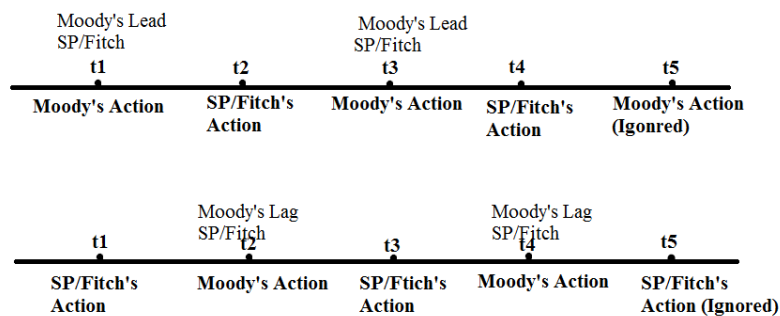 Moody's Lead Moody's Lead
SP/Fitch SP/Fitch
t1 t2 t3 t4 t5
Moody's Action SP/Fitch's Action Moody's Action SP/Fitch's Action Moody's Action (Igonred)
Moody's Lag Moody's Lag
SP/Fitch SP/Fitch
t1 t2 t3 t4 t5
SP/Fitch's Action Moody's Action SP/Ftich's Action Moody's Action SP/Fitch's Action (Ignored)